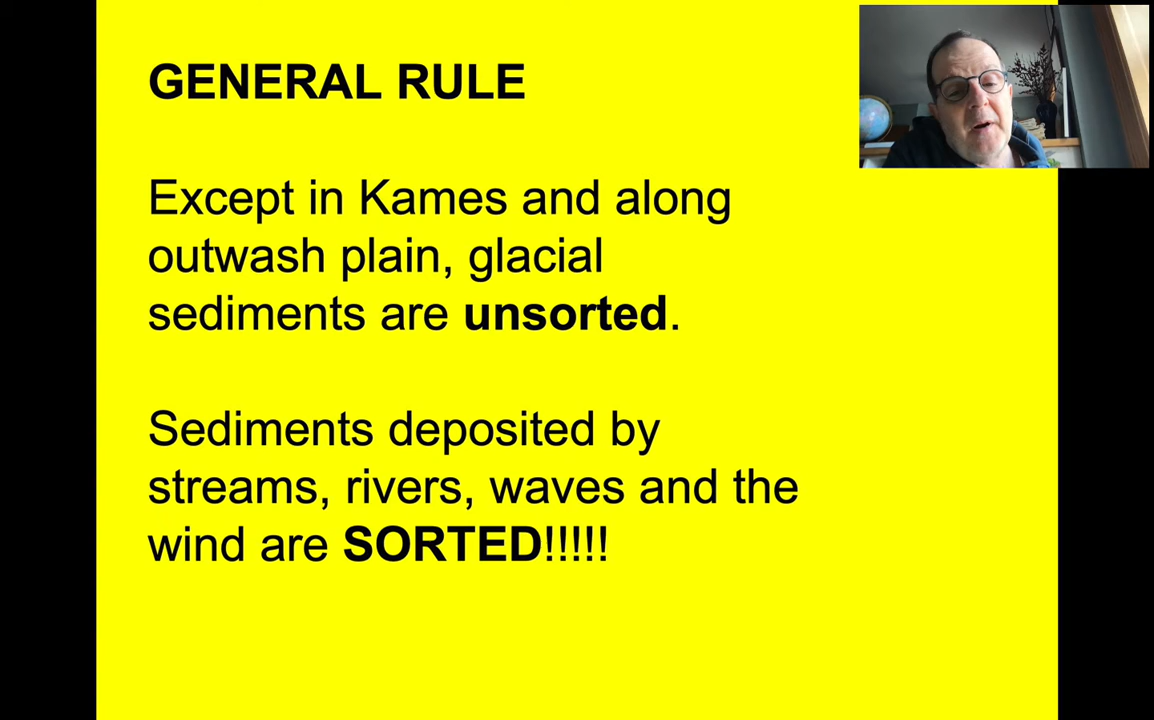 GENERAL RULE
Except in Kames and along
outwash plain, glacial
sediments are unsorted.
Sediments deposited by
streams, rivers, waves and the
wind are SORTED!!!!!